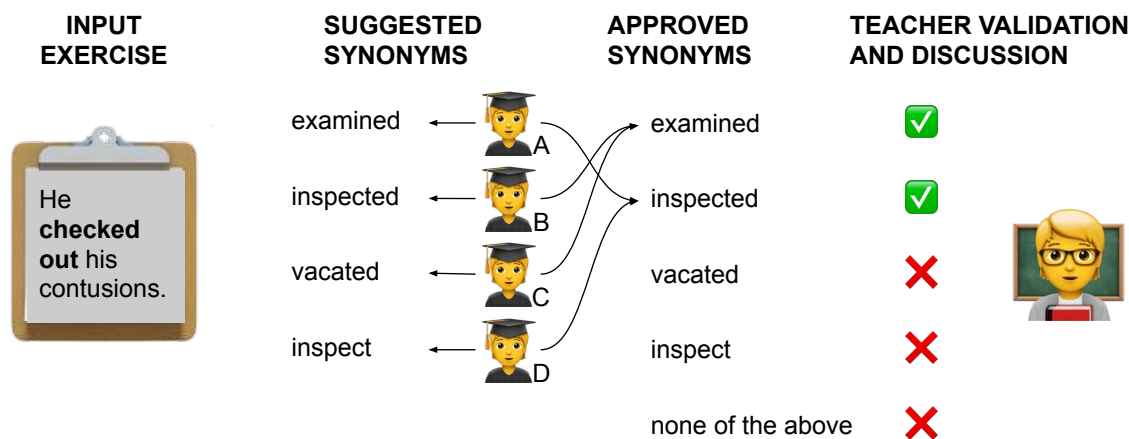 INPUT
EXERCISE
SUGGESTED
SYNONYMS
APPROVED
SYNONYMS
TEACHER VALIDATION
AND DISCUSSION
He
checked
out his
contusions.
examined
A
examined
inspected
B
inspected
vacated
C
vacated
inspect
D
inspect
none of the above